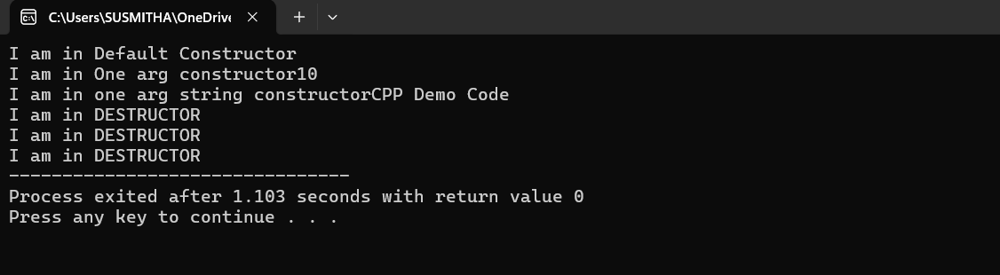 C:\Users\SUSMITHA\OneDrive
I am in Default Constructor
I am in One arg constructor10
I am in one arg string constructorCPP Demo Code
I am in DESTRUCTOR
I am in DESTRUCTOR
I am in DESTRUCTOR
--------------------------------
Process exited after 1.103 seconds with return value 0
Press any key to continue . . .